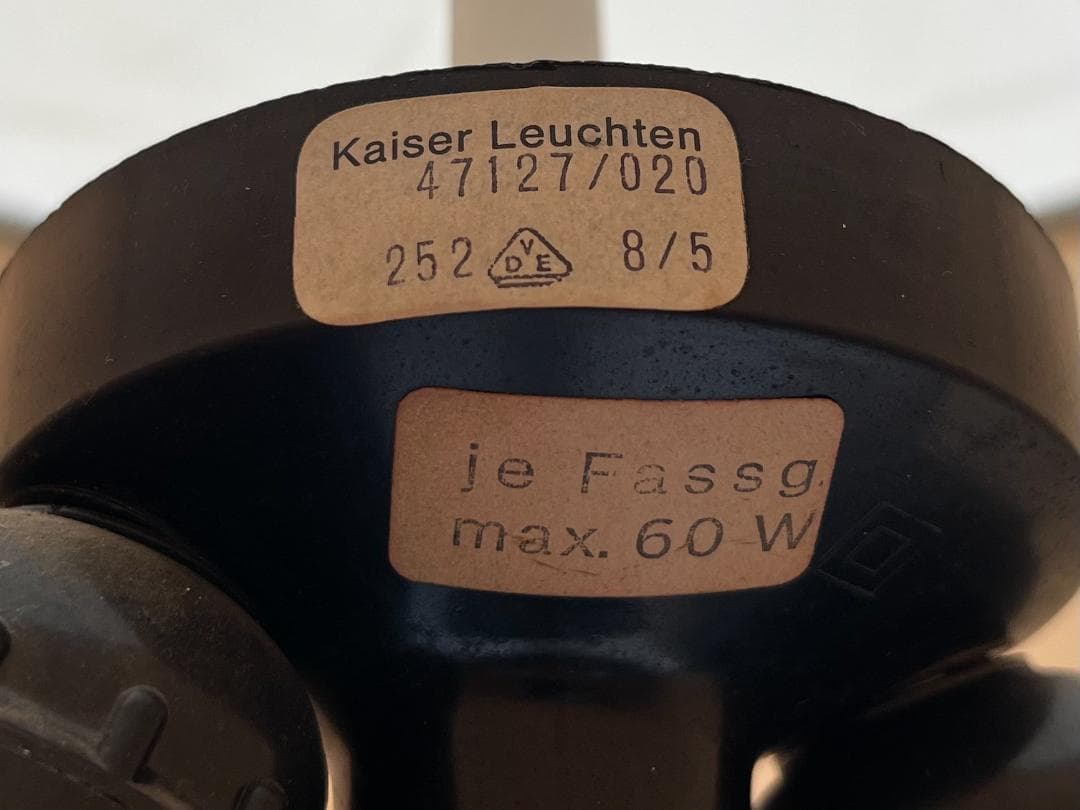 Kaiser Leuchten
47127/020
252 VDE 8/5
je Fassg.
max. 60 W